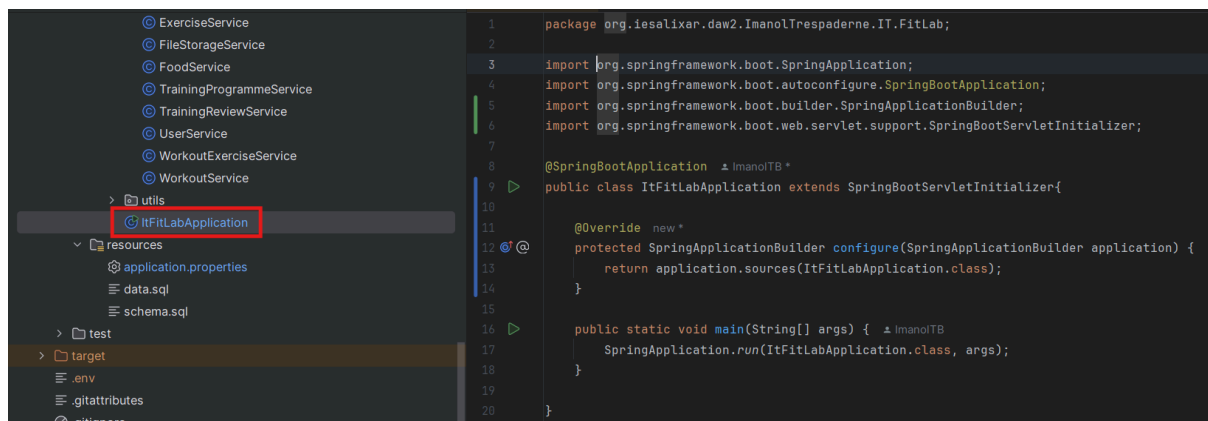 ExerciseService
FileStorageService
FoodService
TrainingProgrammeService
TrainingReviewService
UserService
WorkoutExerciseService
WorkoutService
utils
ItFitLabApplication
resources
application.properties
data.sql
schema.sql
test
target
.env
.gitattributes
.gitignore
1 package org.iesalixar.daw2.ImanolTrespaderne.IT.FitLab;
2
3 import org.springframework.boot.SpringApplication;
4 import org.springframework.boot.autoconfigure.SpringBootApplication;
5 import org.springframework.boot.builder.SpringApplicationBuilder;
6 import org.springframework.boot.web.servlet.support.SpringBootServletInitializer;
7
8 @SpringBootApplication ImanolTB *
9 public class ItFitLabApplication extends SpringBootServletInitializer{
10
11 @Override new *
12 @ protected SpringApplicationBuilder configure(SpringApplicationBuilder application) {
13 return application.sources(ItFitLabApplication.class);
14 }
15
16 public static void main(String[] args) { ImanolTB
17 SpringApplication.run(ItFitLabApplication.class, args);
18 }
19
20 }